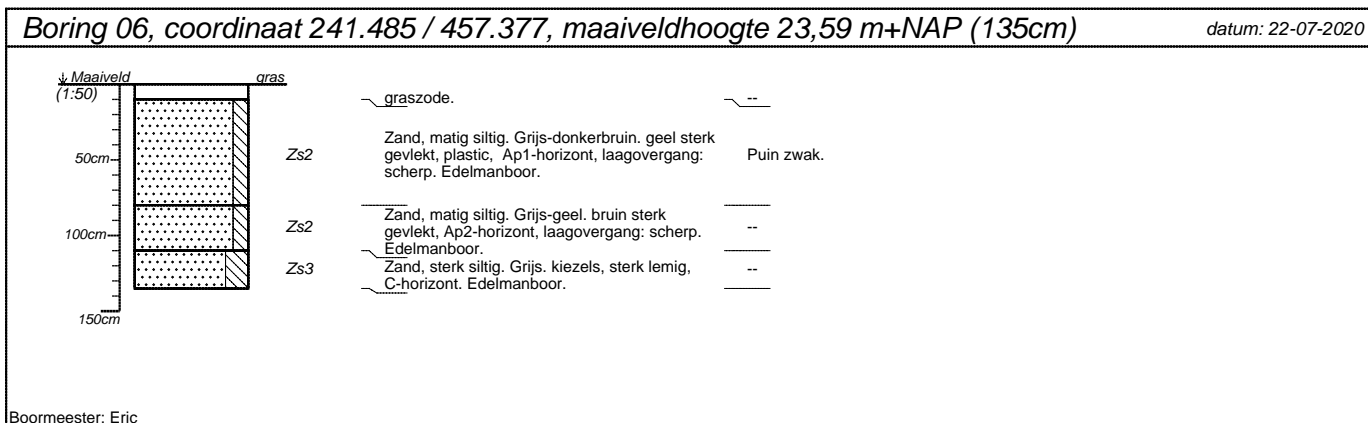 Boring 06, coordinaat 241.485 / 457.377, maaiveldhoogte 23,59 m+NAP (135cm) datum: 22-07-2020
Maaiveld gras
(1:50)
graszode. --
50cm
Zs2
Zand, matig siltig. Grijs-donkerbruin. geel sterk
gevlekt, plastic, Ap1-horizont, laagovergang:
scherp. Edelmanboor.
Puin zwak.
100cm
Zs2
Zand, matig siltig. Grijs-geel. bruin sterk
gevlekt, Ap2-horizont, laagovergang: scherp.
Edelmanboor.
--
Zs3
Zand, sterk siltig. Grijs. kiezels, sterk lemig,
C-horizont. Edelmanboor.
--
150cm
Boormeester: Eric